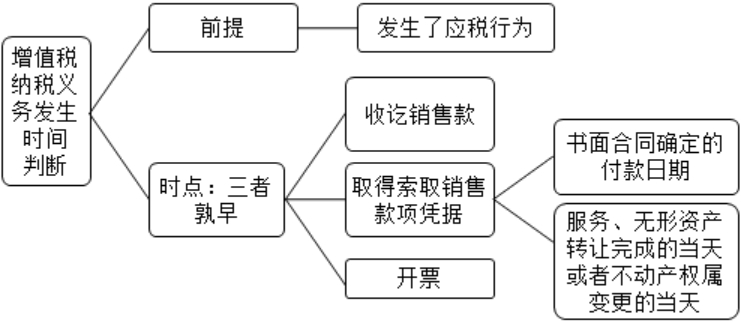 增值税
纳税义
务发生
时间
判断
前提
发生了应税行为
时点：三者
孰早
收讫销售款
取得索取销售
款项凭据
开票
书面合同确定的
付款日期
服务、无形资产
转让完成的当天
或者不动产权属
变更的当天